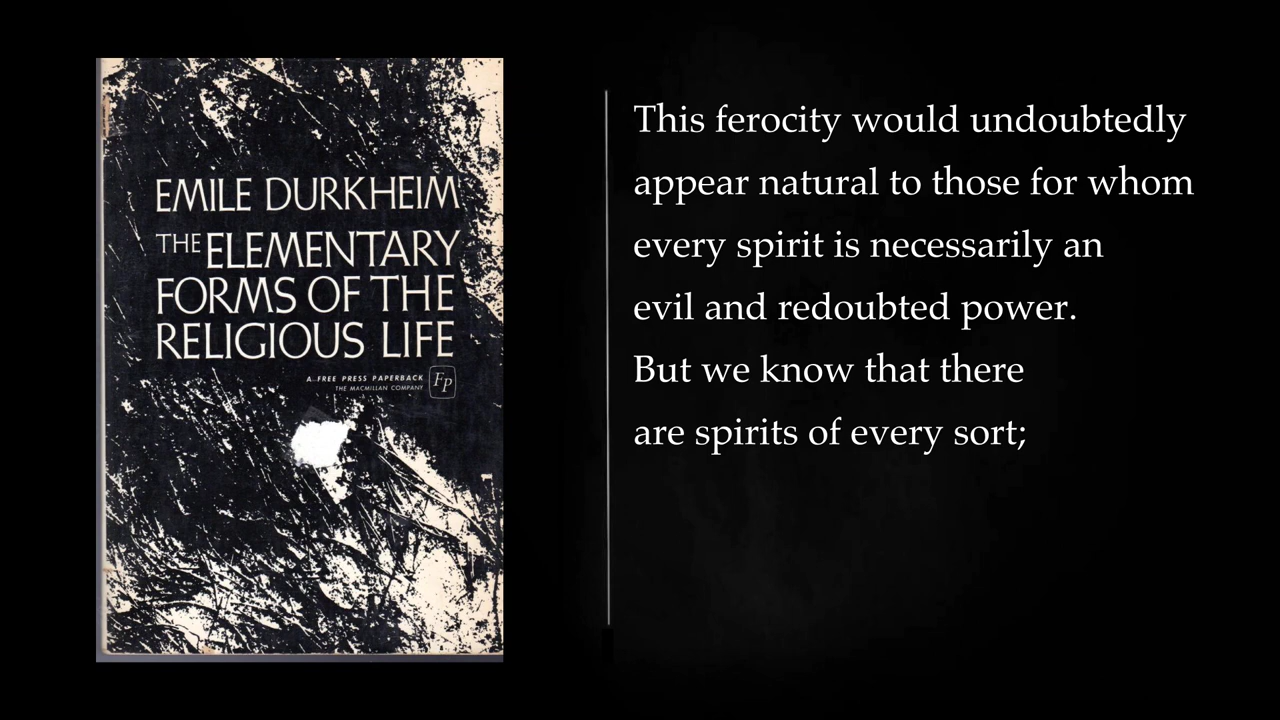 EMILE DURKHEIM
THE ELEMENTARY
FORMS OF THE
RELIGIOUS LIFE
A FREE PRESS PAPERBACK
THE MACMILLAN COMPANY
FP
This ferocity would undoubtedly
appear natural to those for whom
every spirit is necessarily an
evil and redoubted power.
But we know that there
are spirits of every sort;